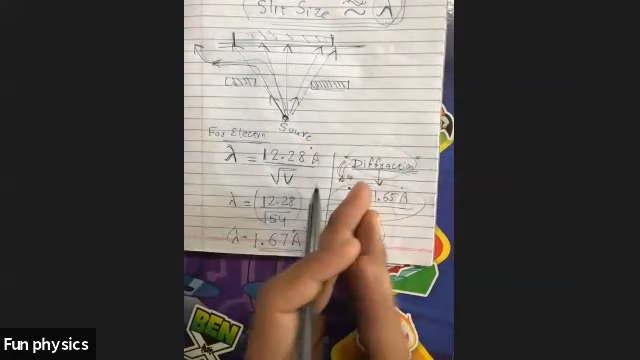 Slit Size ≈ λ
Source
For Electron
λ = 12.28 Å
√V
Diffraction
λ = 12.28
√54
1.65 Å
λ = 1.67 Å
BEN
Fun physics